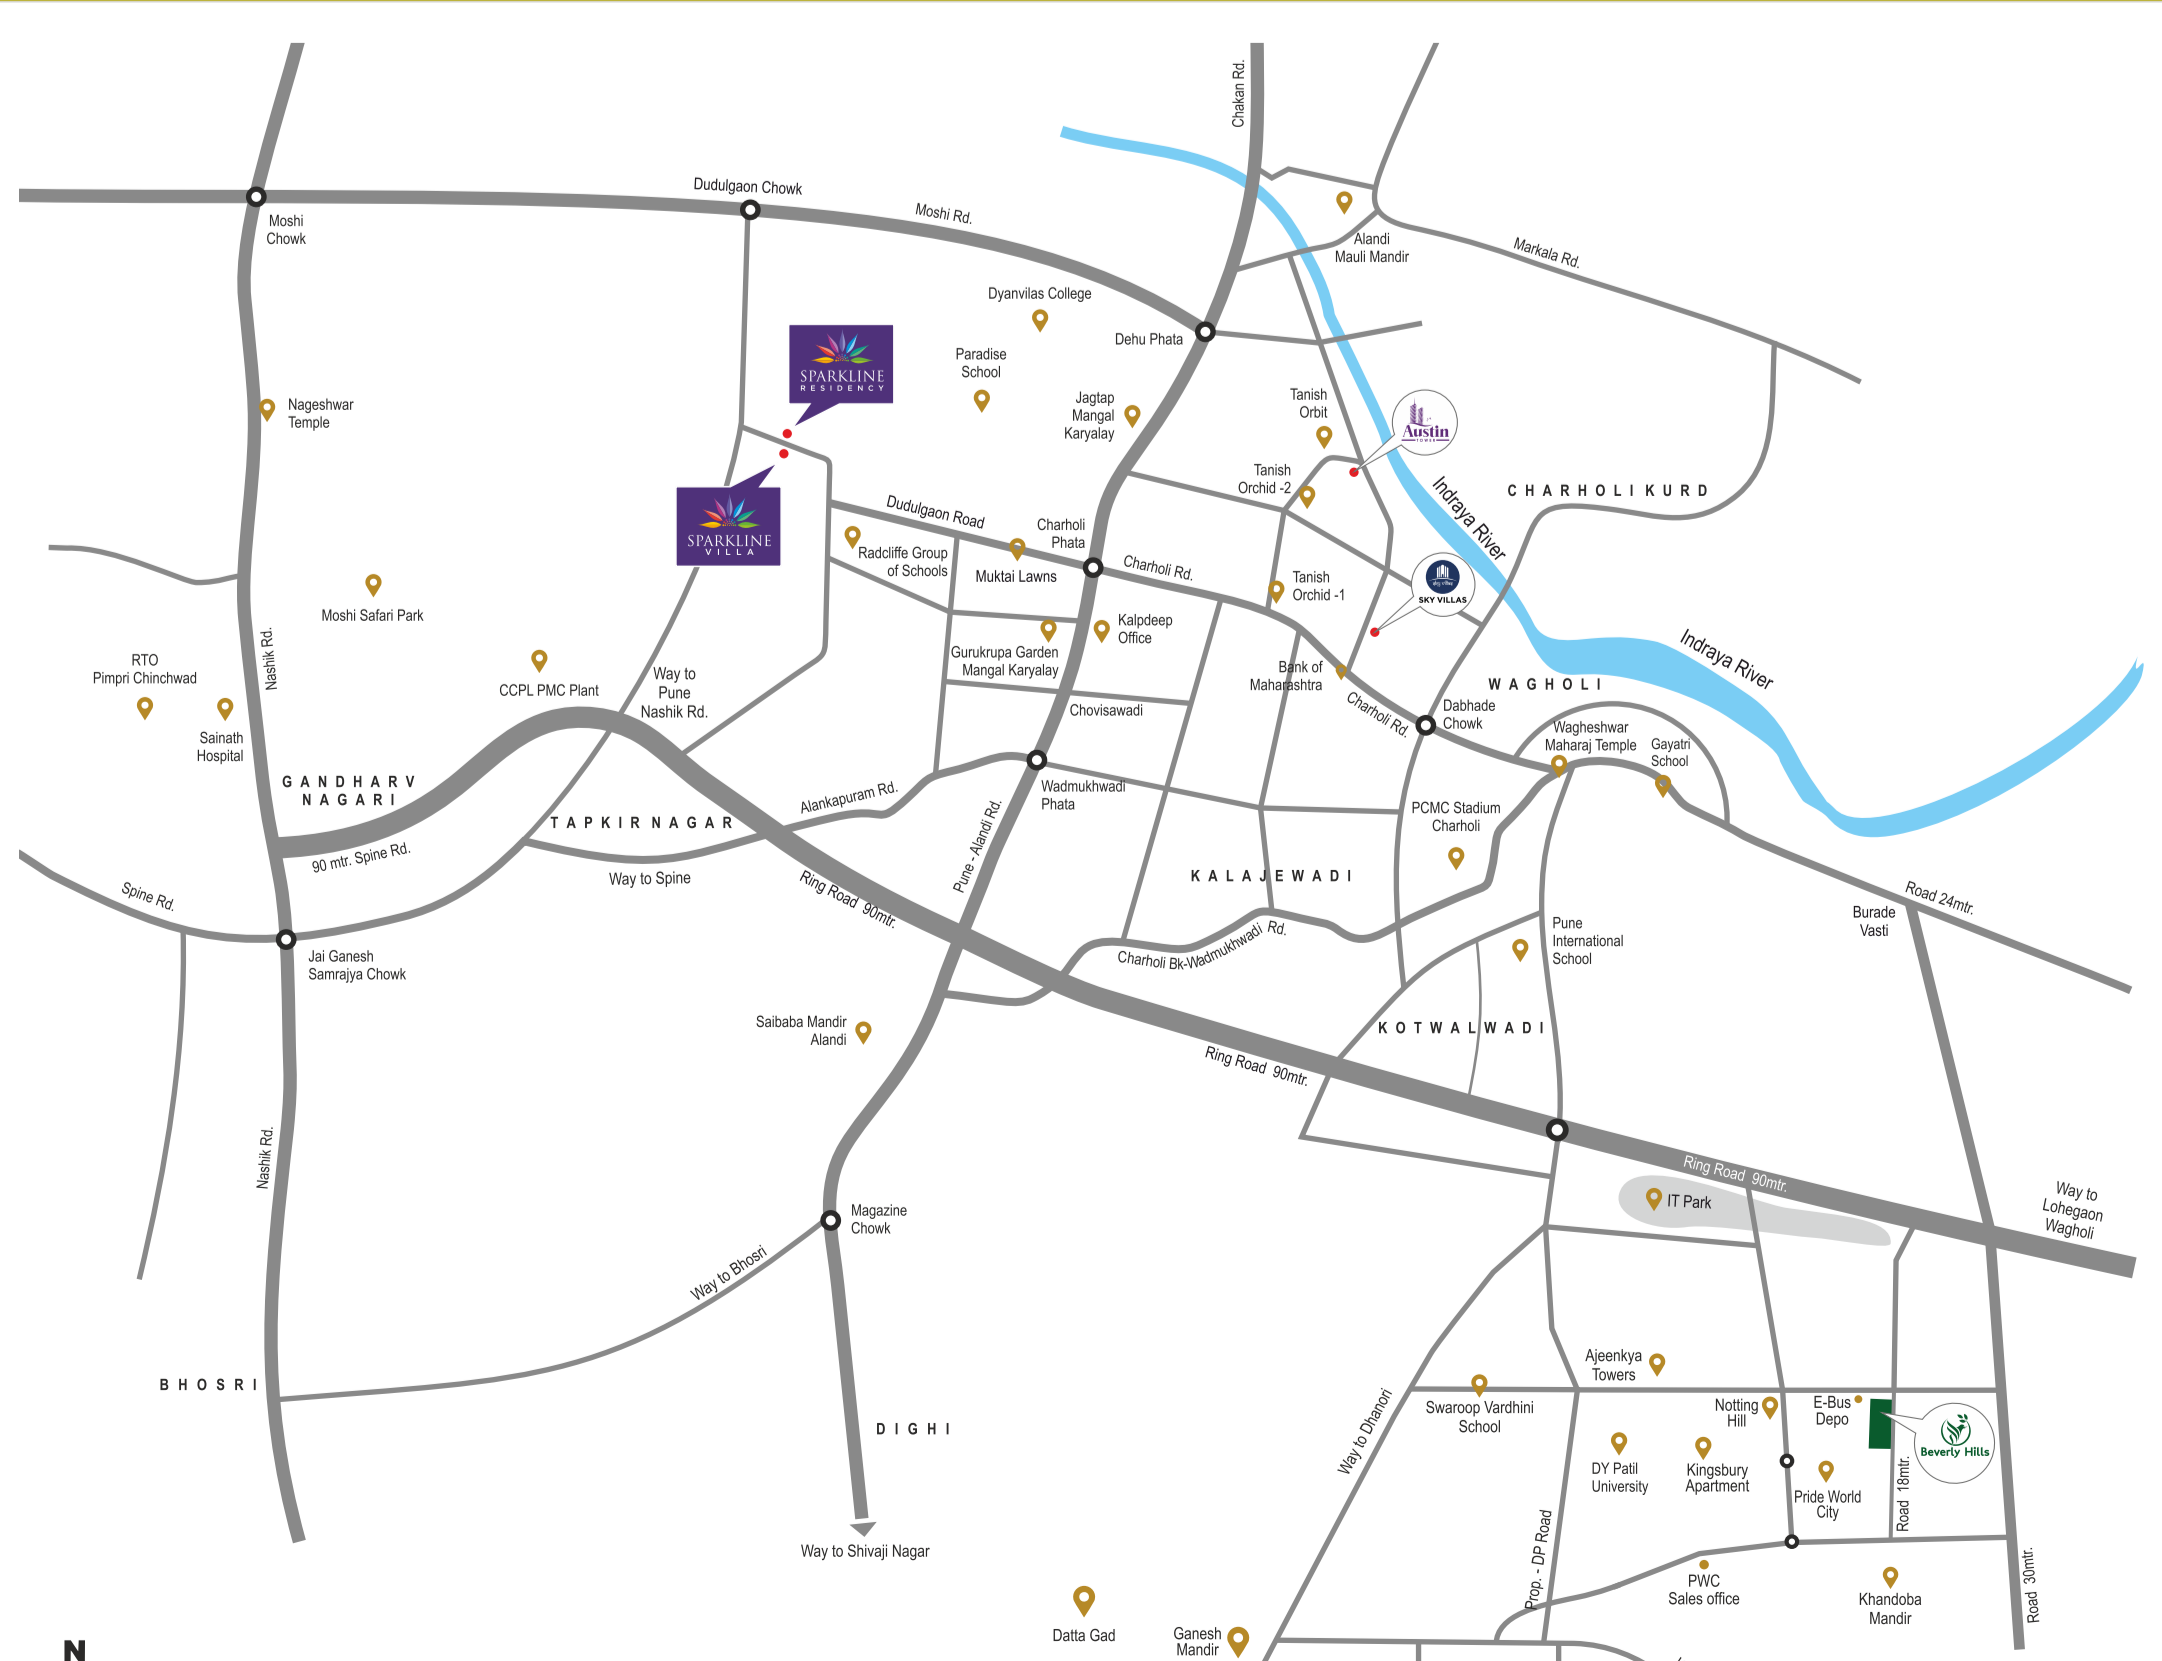 Chakan Rd.
Dudulgaon Chowk
Moshi Rd.
Moshi
Chowk
Alandi
Mauli Mandir
Markala Rd.
Dyanvilas College
Dehu Phata
SPARKLINE
RESIDENCY
Paradise
School
Jagtap
Mangal
Karyalay
Tanish
Orbit
Austin
TOWER
Nageshwar
Temple
Tanish
Orchid -2
Indraya River
CHARHOLI KURD
SPARKLINE
VILLA
Dudulgaon Road
Charholi
Phata
Radcliffe Group
of Schools
Muktai Lawns
Charholi Rd.
Tanish
Orchid -1
sky villas
SKY VILLAS
Moshi Safari Park
Kalpdeep
Office
Nashik Rd.
RTO
Pimpri Chinchwad
Sainath
Hospital
CCPL PMC Plant
Way to
Pune
Nashik Rd.
Gurukrupa Garden
Mangal Karyalay
Chovisawadi
Bank of
Maharashtra
Charholi Rd.
Dabhade
Chowk
WAGHOLI
Indraya River
Wagheshwar
Maharaj Temple
Gayatri
School
GANDHARV
NAGARI
Alankapuram Rd.
Wadmukhwadi
Phata
PCMC Stadium
Charholi
TAPKIR NAGAR
90 mtr. Spine Rd.
Way to Spine
Pune - Alandi Rd.
KALAJEWADI
Spine Rd.
Ring Road 90mtr.
Road 24mtr.
Burade
Vasti
Charholi Bk-Wadmukhwadi Rd.
Pune
International
School
Jai Ganesh
Samrajya Chowk
Saibaba Mandir
Alandi
KOTWALWADI
Ring Road 90mtr.
Nashik Rd.
Ring Road 90mtr.
IT Park
Way to
Lohegaon
Wagholi
Magazine
Chowk
Way to Bhosri
BHOSRI
DIGHI
Ajeenkya
Towers
Swaroop Vardhini
School
Way to Dhanori
Notting
Hill
E-Bus
Depo
Beverly Hills
DY Patil
University
Kingsbury
Apartment
Pride World
City
Road 18mtr.
Way to Shivaji Nagar
Prop. - DP Road
PWC
Sales office
Khandoba
Mandir
Road 30mtr.
Datta Gad
Ganesh
Mandir
N